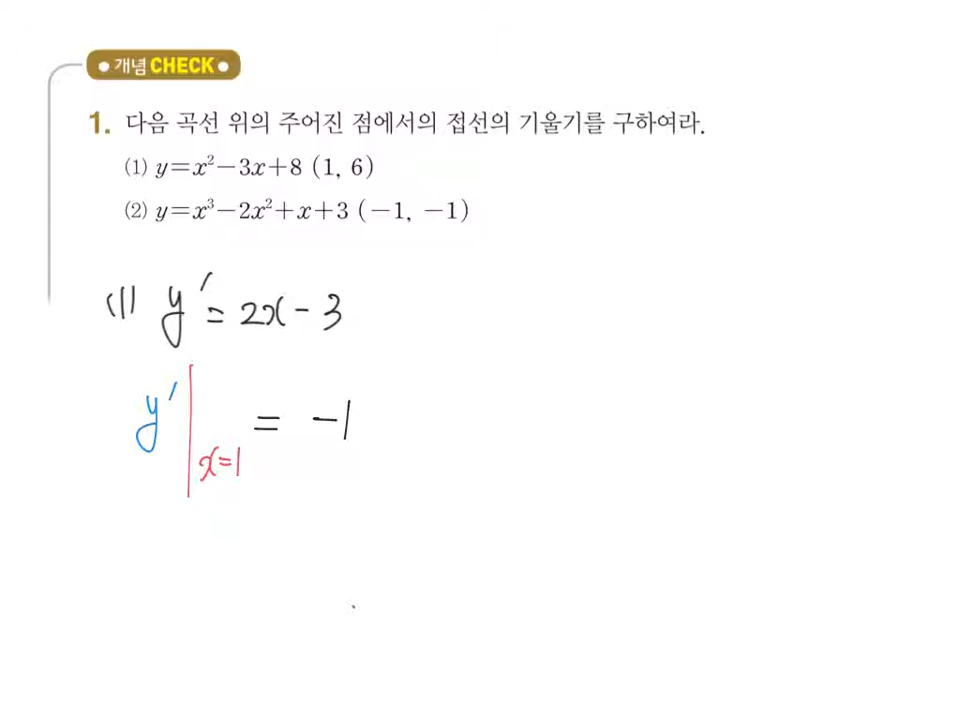 개념 CHECK
1. 다음 곡선 위의 주어진 점에서의 접선의 기울기를 구하여라.
(1) y=x²-3x+8 (1, 6)
(2) y=x³-2x²+x+3 (-1, -1)
(1) y′=2x-3
y′|x=1 = -1